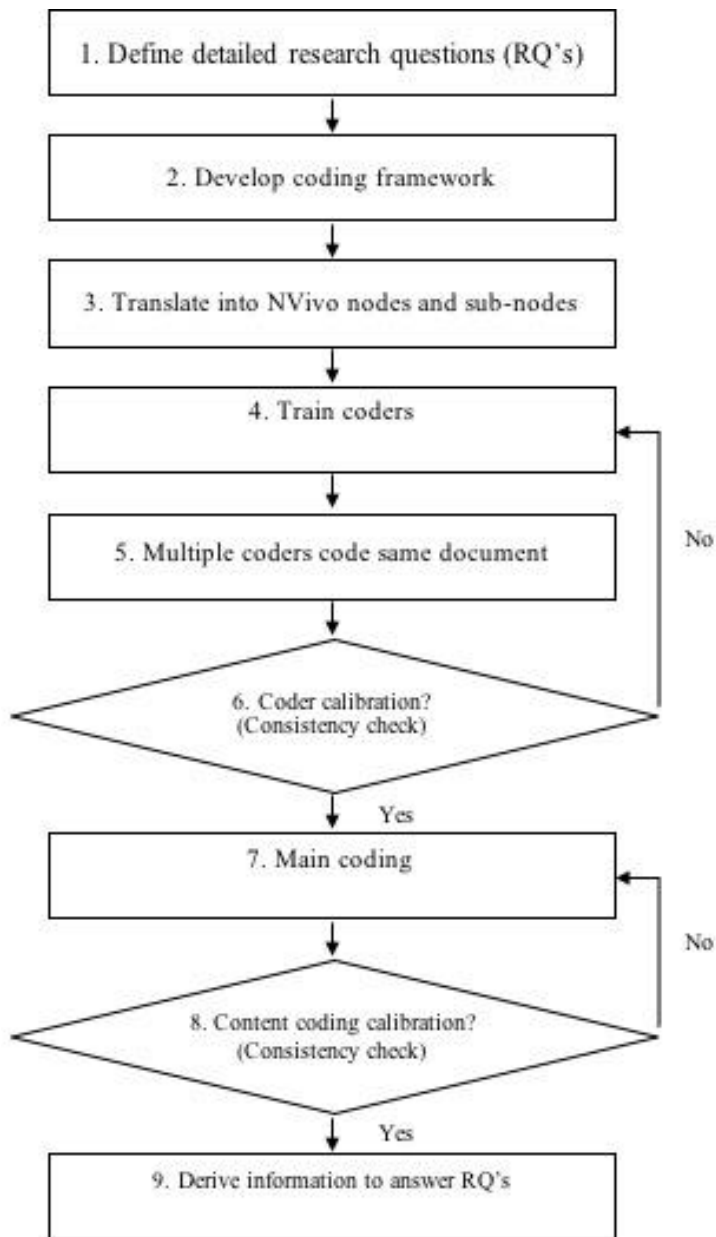 1. Define detailed research questions (RQ’s)
2. Develop coding framework
3. Translate into NVivo nodes and sub-nodes
4. Train coders
5. Multiple coders code same document
No
6. Coder calibration?
(Consistency check)
Yes
7. Main coding
No
8. Content coding calibration?
(Consistency check)
Yes
9. Derive information to answer RQ’s